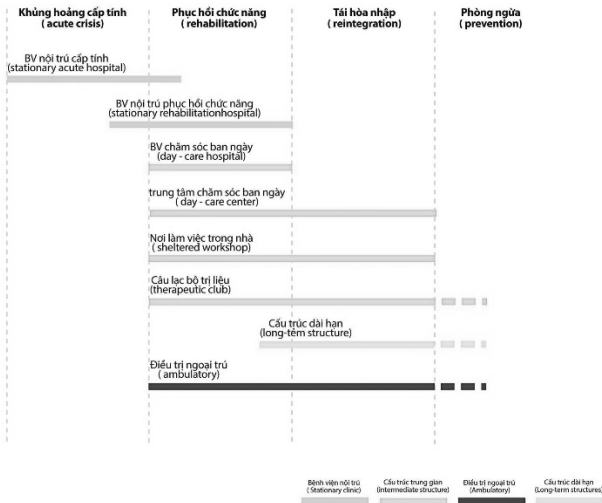 Khủng hoảng cấp tính
( acute crisis)
Phục hồi chức năng
( rehabilitation)
Tái hòa nhập
( reintegration)
Phòng ngừa
( prevention)
BV nội trú cấp tính
(stationary acute hospital)
BV nội trú phục hồi chức năng
(stationary rehabilitationhospital)
BV chăm sóc ban ngày
(day - care hospital)
trung tâm chăm sóc ban ngày
( day - care center)
Nơi làm việc trong nhà
( sheltered workshop)
Câu lạc bộ trị liệu
(therapeutic club)
Cấu trúc dài hạn
(long-têm structure)
Điều trị ngoại trú
( ambulatory)
Bệnh viện nội trú
( Stationary clinic)
Cấu trúc trung gian
(intermediate structure)
Điều trị ngoại trú
(Ambulatory)
Cấu trúc dài hạn
(Long-term structures)